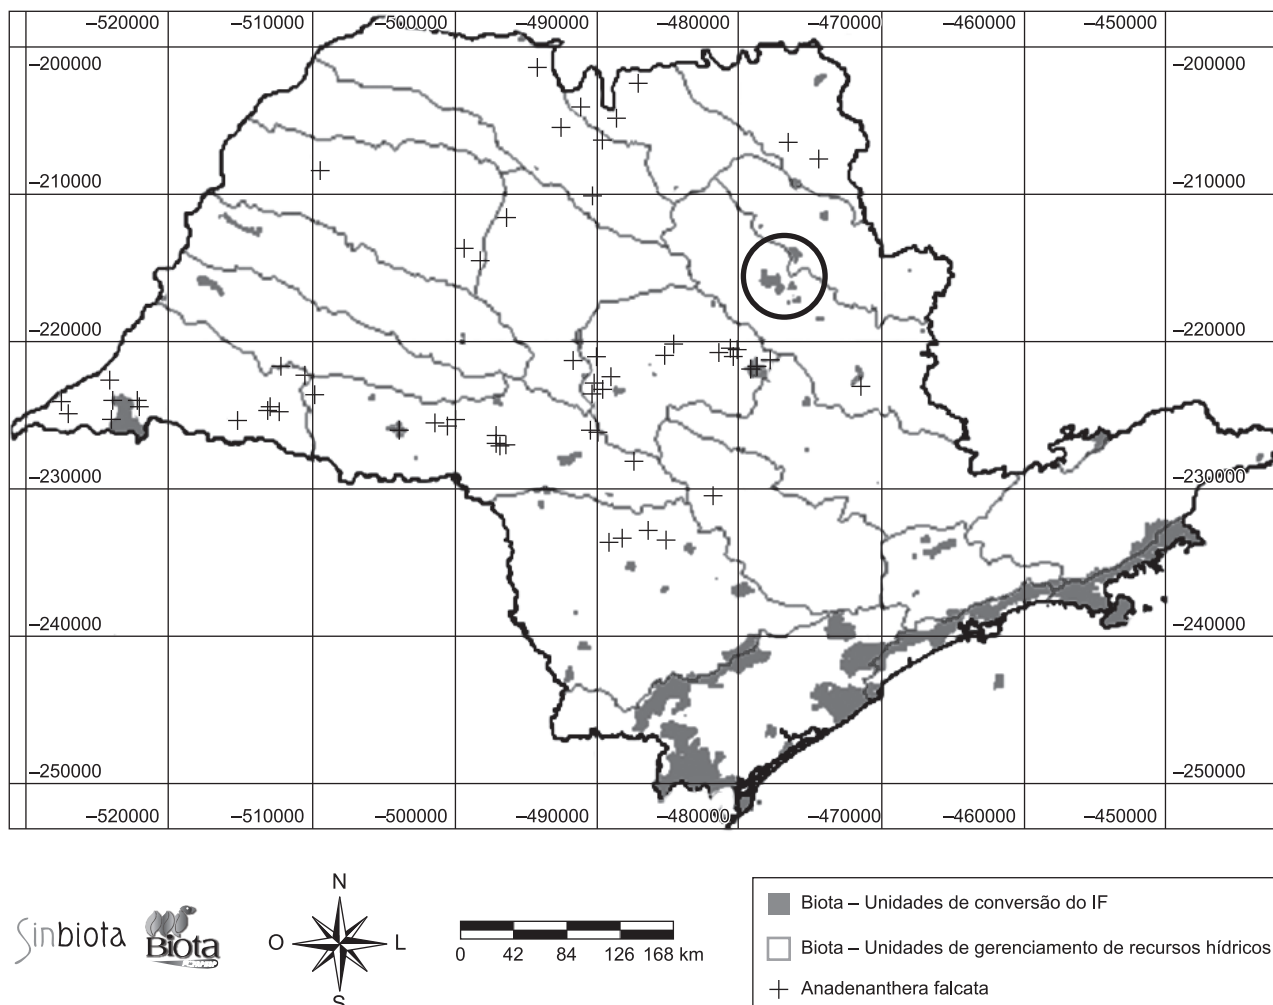 –520000 –510000 –500000 –490000 –480000 –470000 –460000 –450000
–200000 –200000
–210000 –210000
–220000 –220000
–230000 –230000
–240000 –240000
–250000 –250000
–520000 –510000 –500000 –490000 –480000 –470000 –460000 –450000
Sinbiota
Biota
N
O
L
S
0 42 84 126 168 km
Biota – Unidades de conversão do IF
Biota – Unidades de gerenciamento de recursos hídricos
Anadenanthera falcata